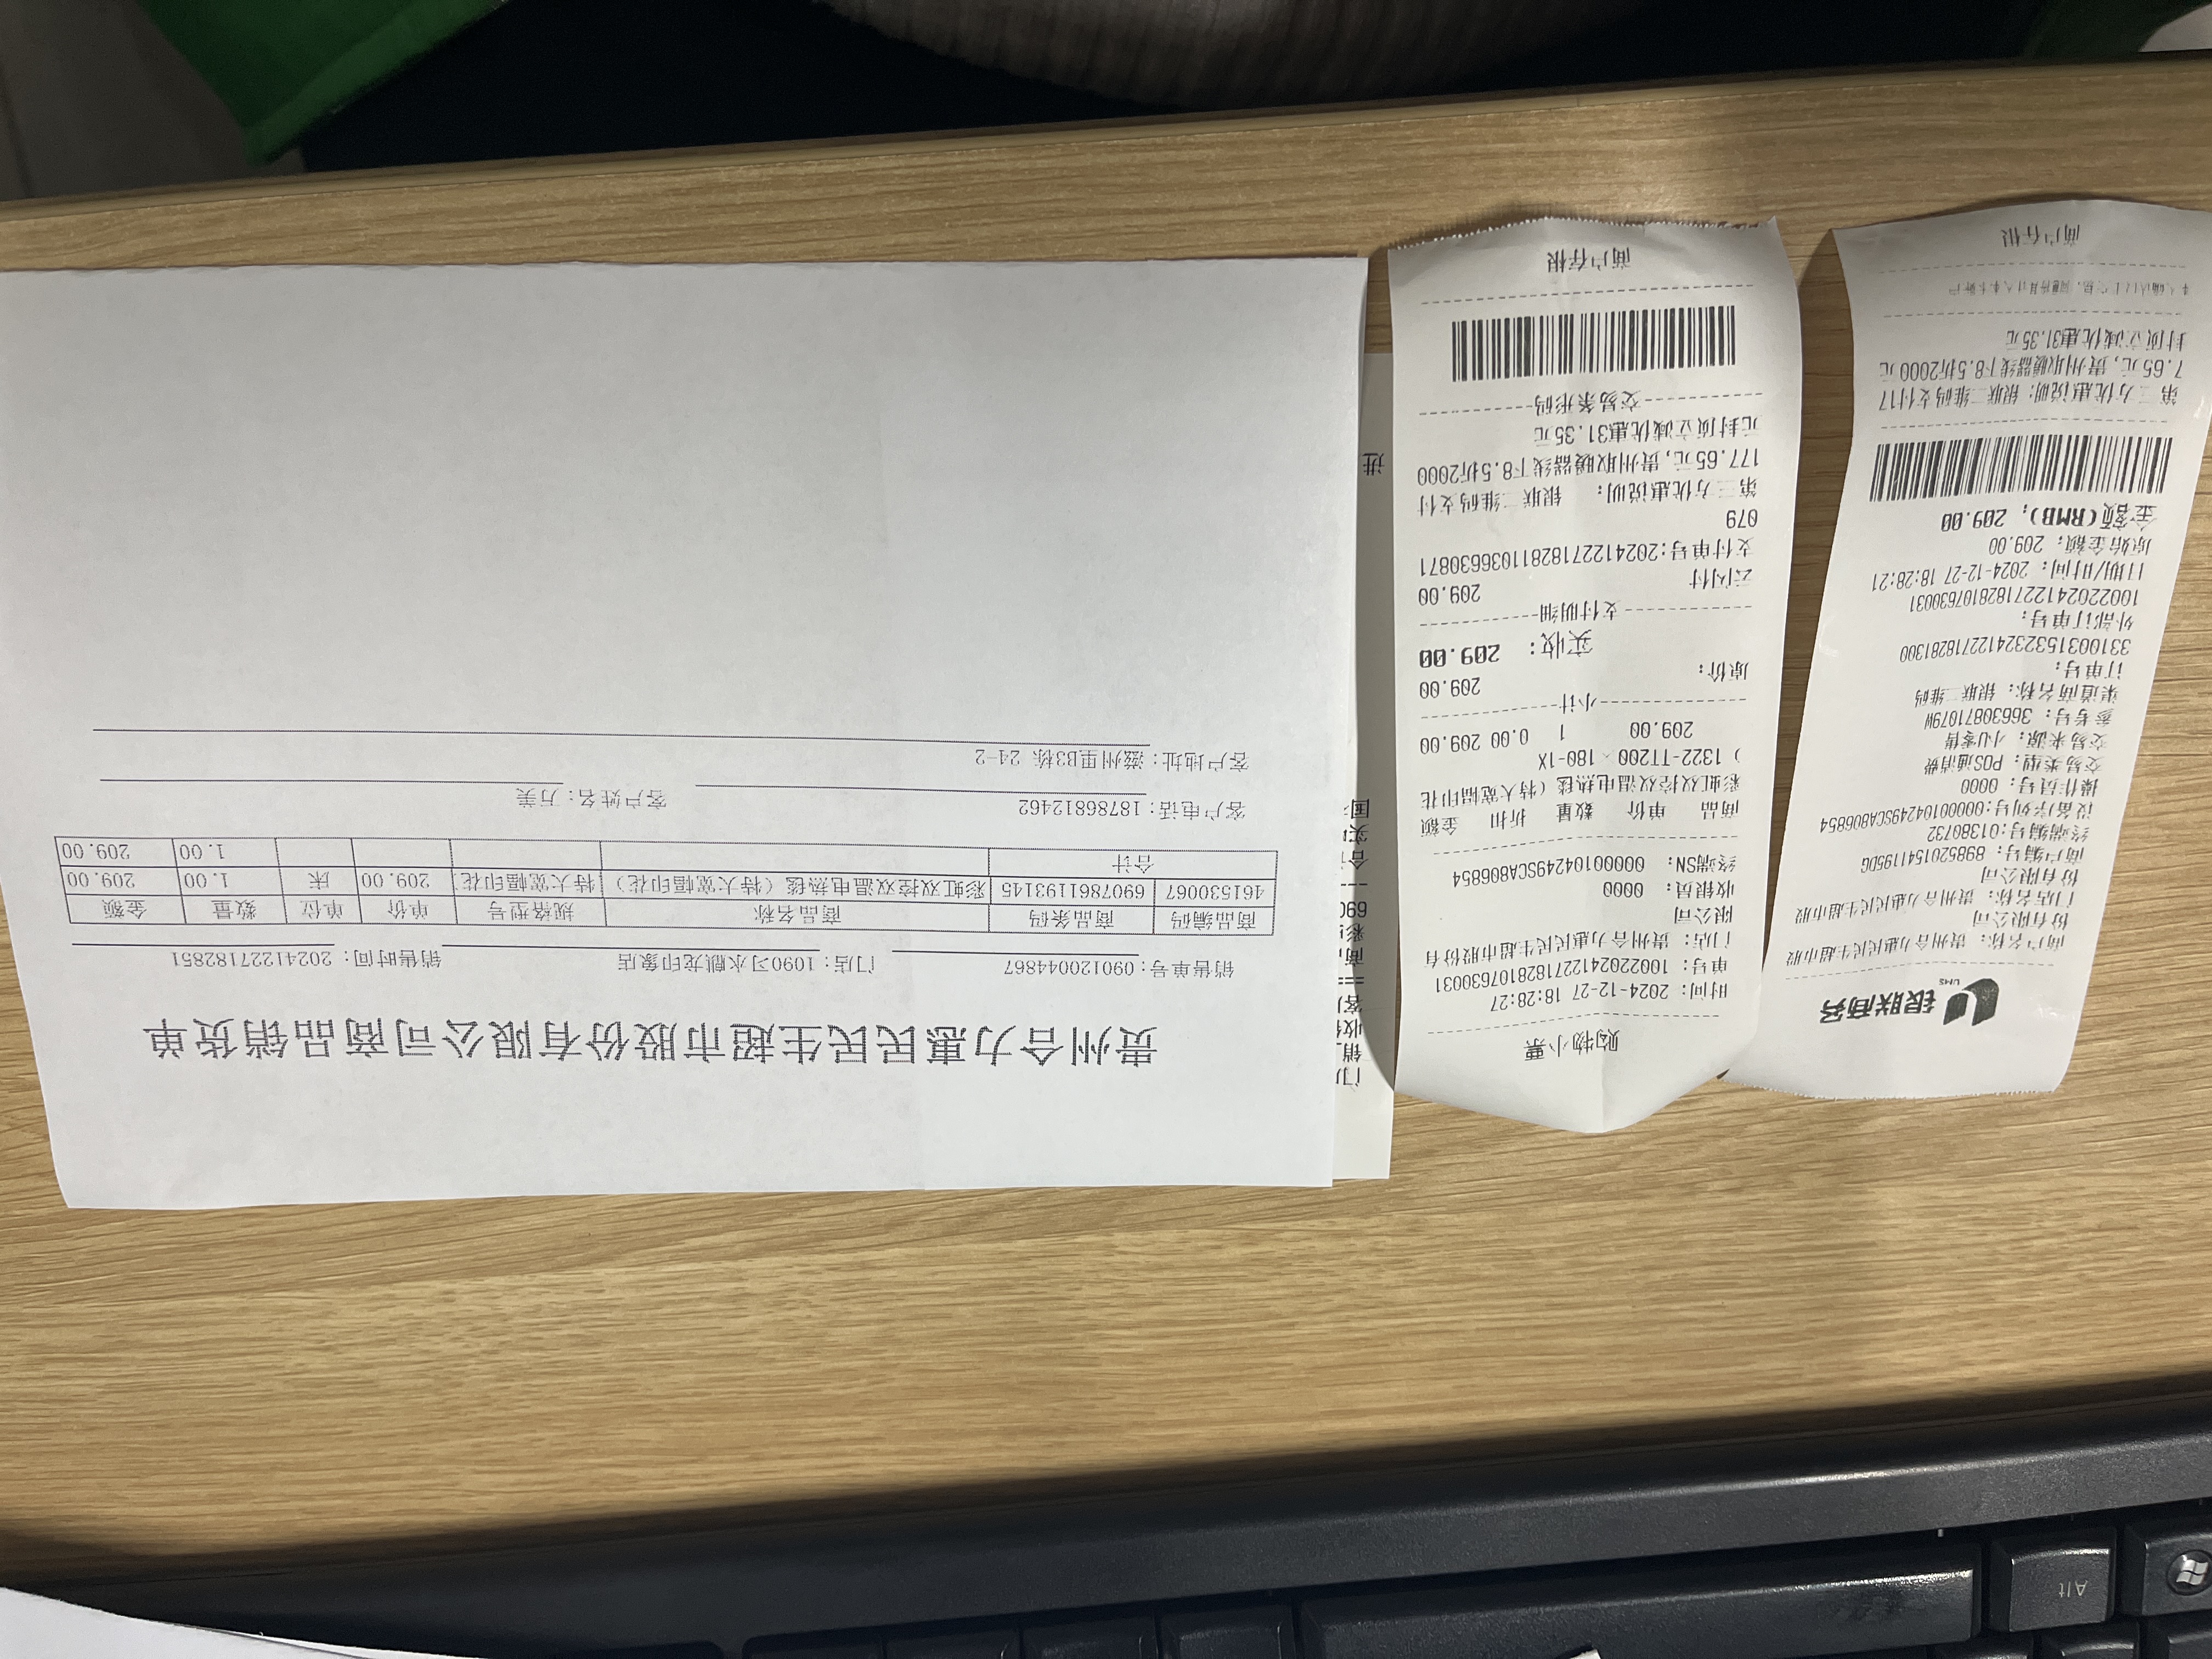 贵州合力惠民民生超市股份有限公司商品销货单
销售单号：09012004867 门店：1090习水麒龙印象店 销售时间：20241227182851
商品编码 商品条码 商品名称 规格型号 单价 单位 数量 金额
461530067 6907861193145 彩虹双控双温电热毯（特大宽幅印花） 特大宽幅印花 209.00 床 1.00 209.00
合计 1.00 209.00
客户电话：18786812462 客户姓名：万美
客户地址：滋州里B3栋 24-2
购物小票
时间: 2024-12-27 18:28:27
单号: 1002202412271828107630031
门店: 贵州合力惠民民生超市股份有
限公司
收银员: 0000
终端SN: 00000104249SCA806854
商品 单价 数量 折扣 金额
彩虹双控双温电热毯（特大宽幅印花
）1322-TT200×180-1X
209.00 1 0.00 209.00
小计
原价: 209.00
实收: 209.00
支付明细
云闪付 209.00
支付单号:20241227182811036630871
079
第三方优惠说明: 银联二维码支付
177.65元, 贵州取暖器线下8.5折2000
元封顶立减优惠31.35元
交易条形码
商户存根
银联商务
UMS
商户名称: 贵州合力惠民民生超市股
份有限公司
门店名称: 贵州合力惠民民生超市股
份有限公司
商户编号: 89852015411950G
终端编号:01380732
设备序列号:00000104249SCA806854
操作员号: 0000
交易类型: POS通消费
交易来源: 小U零售
参考号: 36630871079W
渠道商名称: 银联二维码
订单号:
3310031532324122718281300
外部订单号:
1002202412271828107630031
日期/时间: 2024-12-27 18:28:21
原始金额: 209.00
金额(RMB): 209.00
第三方优惠说明: 银联二维码支付17
7.65元, 贵州取暖器线下8.5折2000元
封顶立减优惠31.35元
商户存根
Alt